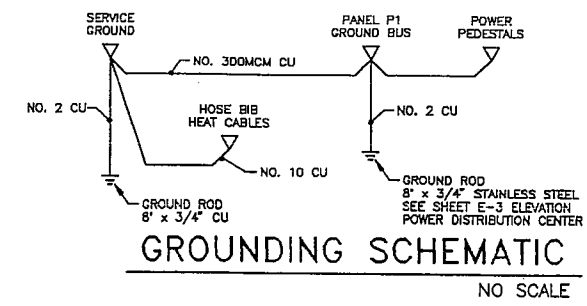 SERVICE
GROUND
PANEL P1
GROUND BUS
POWER
PEDESTALS
NO. 300MCM CU
NO. 2 CU
HOSE BIB
HEAT CABLES
NO. 2 CU
NO. 10 CU
GROUND ROD
8' x 3/4" CU
GROUND ROD
8' x 3/4" STAINLESS STEEL
SEE SHEET E-3 ELEVATION
POWER DISTRIBUTION CENTER
GROUNDING SCHEMATIC
NO SCALE